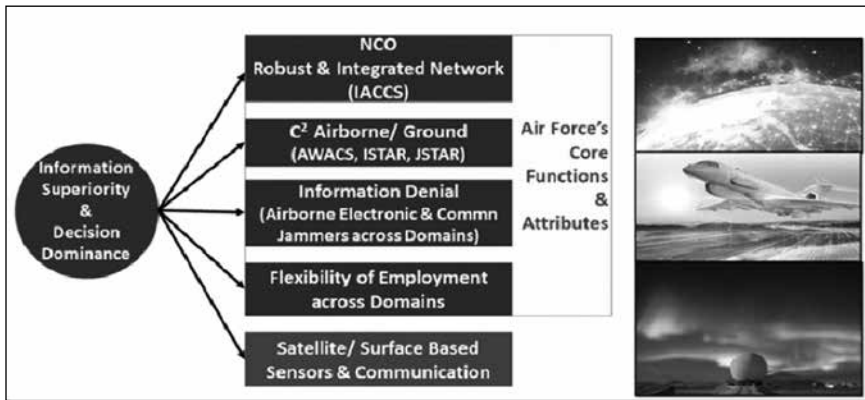 Information
Superiority
&
Decision
Dominance
NCO
Robust & Integrated Network
(IACCS)
C² Airborne/ Ground
(AWACS, ISTAR, JSTAR)
Information Denial
(Airborne Electronic & Commn
Jammers across Domains)
Flexibility of Employment
across Domains
Satellite/ Surface Based
Sensors & Communication
Air Force's
Core
Functions
&
Attributes